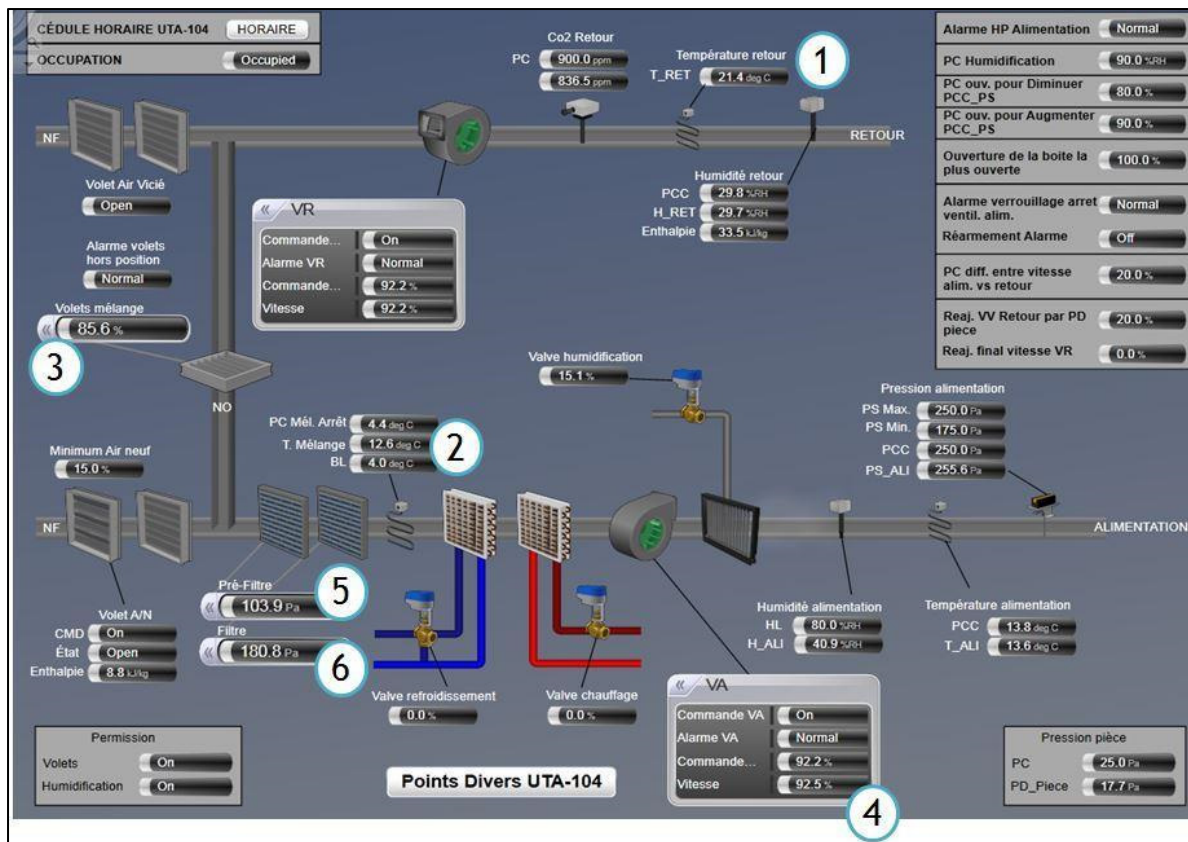 CÉDULE HORAIRE UTA-104 HORAIRE
OCCUPATION Occupied
Co2 Retour
PC 900.0 ppm
836.5 ppm
Température retour
T_RET 21.4 deg C
1
NF
RETOUR
Volet Air Vicié
Open
Alarme volets
hors position
Normal
Volets mélange
« 85.6 %
3
NO
« VR
Commande... On
Alarme VR Normal
Commande... 92.2 %
Vitesse 92.2 %
Humidité retour
PCC 29.8 %RH
H_RET 29.7 %RH
Enthalpie 33.5 kJ/kg
Alarme HP Alimentation Normal
PC Humidification 90.0 %RH
PC ouv. pour Diminuer
PCC_PS 80.0 %
PC ouv. pour Augmenter
PCC_PS 90.0 %
Ouverture de la boite la
plus ouverte 100.0 %
Alarme verrouillage arret
ventil. alim. Normal
Réarmement Alarme Off
PC diff. entre vitesse
alim. vs retour 20.0 %
Reaj. VV Retour par PD
piece 20.0 %
Reaj. final vitesse VR 0.0 %
Valve humidification
15.1 %
Pression alimentation
PS Max. 250.0 Pa
PS Min. 175.0 Pa
PCC 250.0 Pa
PS_ALI 255.6 Pa
PC Mél. Arrêt 4.4 deg C
T. Mélange 12.6 deg C
BL 4.0 deg C
2
Minimum Air neuf
15.0 %
NF
ALIMENTATION
Pré-Filtre
« 103.9 Pa
5
Filtre
« 180.8 Pa
6
Volet A/N
CMD On
État Open
Enthalpie 8.8 kJ/kg
Valve refroidissement
0.0 %
Valve chauffage
0.0 %
Humidité alimentation
HL 80.0 %RH
H_ALI 40.9 %RH
Température alimentation
PCC 13.8 deg C
T_ALI 13.6 deg C
« VA
Commande VA On
Alarme VA Normal
Commande... 92.2 %
Vitesse 92.5 %
4
Permission
Volets On
Humidification On
Points Divers UTA-104
Pression pièce
PC 25.0 Pa
PD_Piece 17.7 Pa